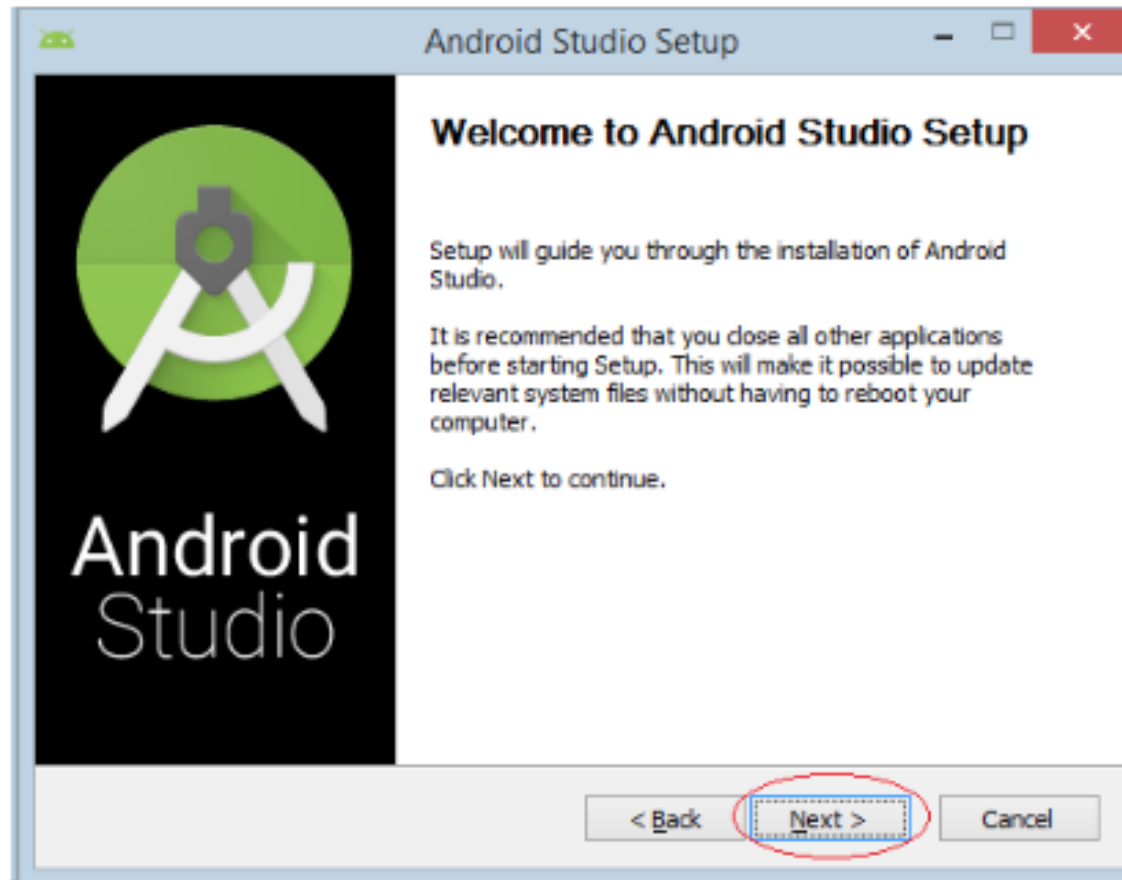 Android Studio Setup
Welcome to Android Studio Setup
Setup will guide you through the installation of Android
Studio.
It is recommended that you close all other applications
before starting Setup. This will make it possible to update
relevant system files without having to reboot your
computer.
Click Next to continue.
Android
Studio
< Back Next > Cancel